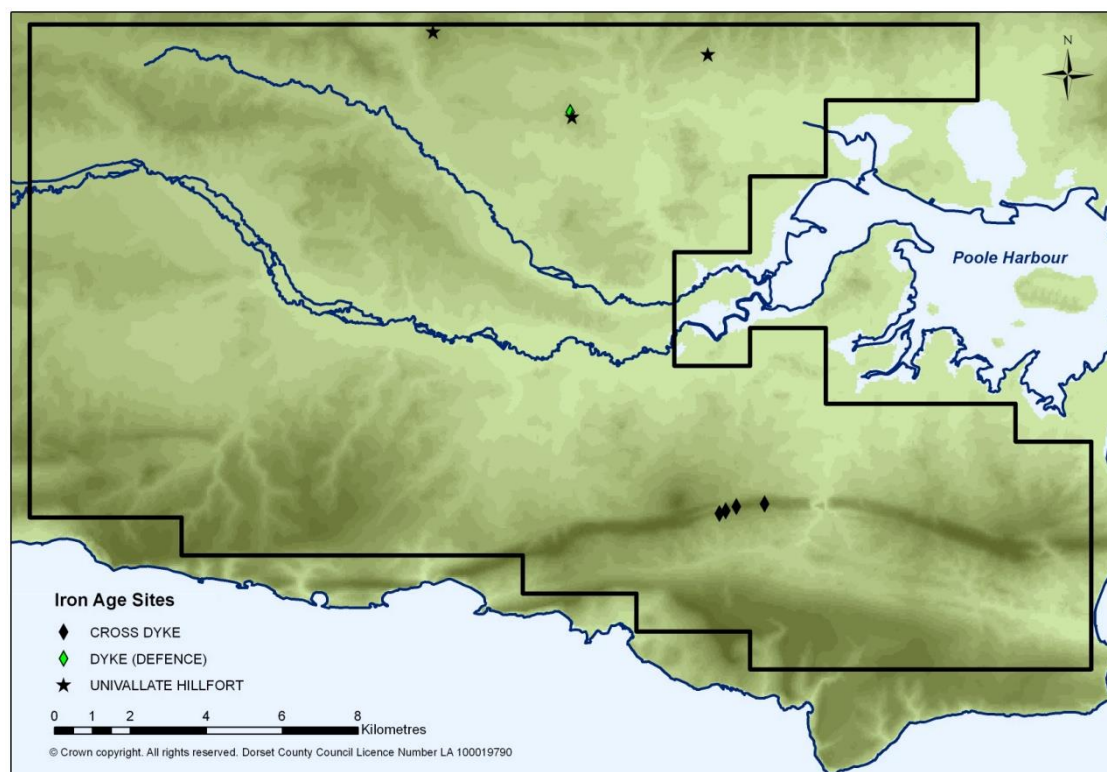 N
Poole Harbour
Iron Age Sites
CROSS DYKE
DYKE (DEFENCE)
UNIVALLATE HILLFORT
0 1 2 4 6 8
Kilometres
© Crown copyright. All rights reserved. Dorset County Council Licence Number LA 100019790